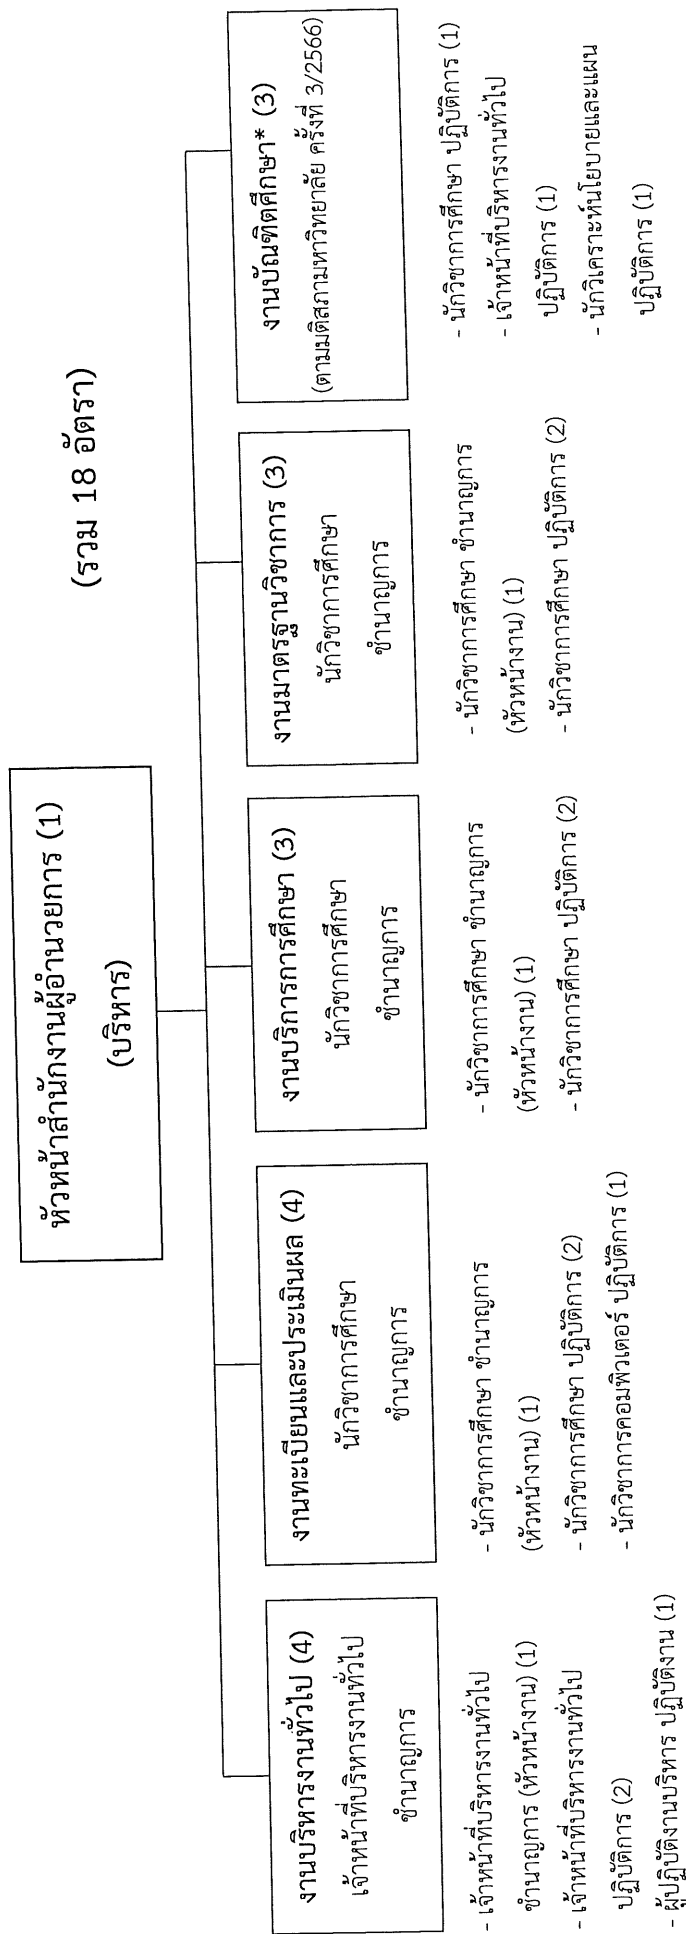 หัวหน้าสำนักงานผู้อำนวยการ (1)
(บริหาร)
(รวม 18 อัตรา)
งานบริหารงานทั่วไป (4)
เจ้าหน้าที่บริหารงานทั่วไป
ชำนาญการ
- เจ้าหน้าที่บริหารงานทั่วไป
ชำนาญการ (หัวหน้างาน) (1)
- เจ้าหน้าที่บริหารงานทั่วไป
ปฏิบัติการ (2)
- ผู้ปฏิบัติงานบริหาร ปฏิบัติงาน (1)
งานทะเบียนและประเมินผล (4)
นักวิชาการศึกษา
ชำนาญการ
- นักวิชาการศึกษา ชำนาญการ
(หัวหน้างาน) (1)
- นักวิชาการศึกษา ปฏิบัติการ (2)
- นักวิชาการคอมพิวเตอร์ ปฏิบัติการ (1)
งานบริการการศึกษา (3)
นักวิชาการศึกษา
ชำนาญการ
- นักวิชาการศึกษา ชำนาญการ
(หัวหน้างาน) (1)
- นักวิชาการศึกษา ปฏิบัติการ (2)
งานมาตรฐานวิชาการ (3)
นักวิชาการศึกษา
ชำนาญการ
- นักวิชาการศึกษา ชำนาญการ
(หัวหน้างาน) (1)
- นักวิชาการศึกษา ปฏิบัติการ (2)
งานบัณฑิตศึกษา* (3)
(ตามมติสภามหาวิทยาลัย ครั้งที่ 3/2566)
- นักวิชาการศึกษา ปฏิบัติการ (1)
- เจ้าหน้าที่บริหารงานทั่วไป
ปฏิบัติการ (1)
- นักวิเคราะห์นโยบายและแผน
ปฏิบัติการ (1)